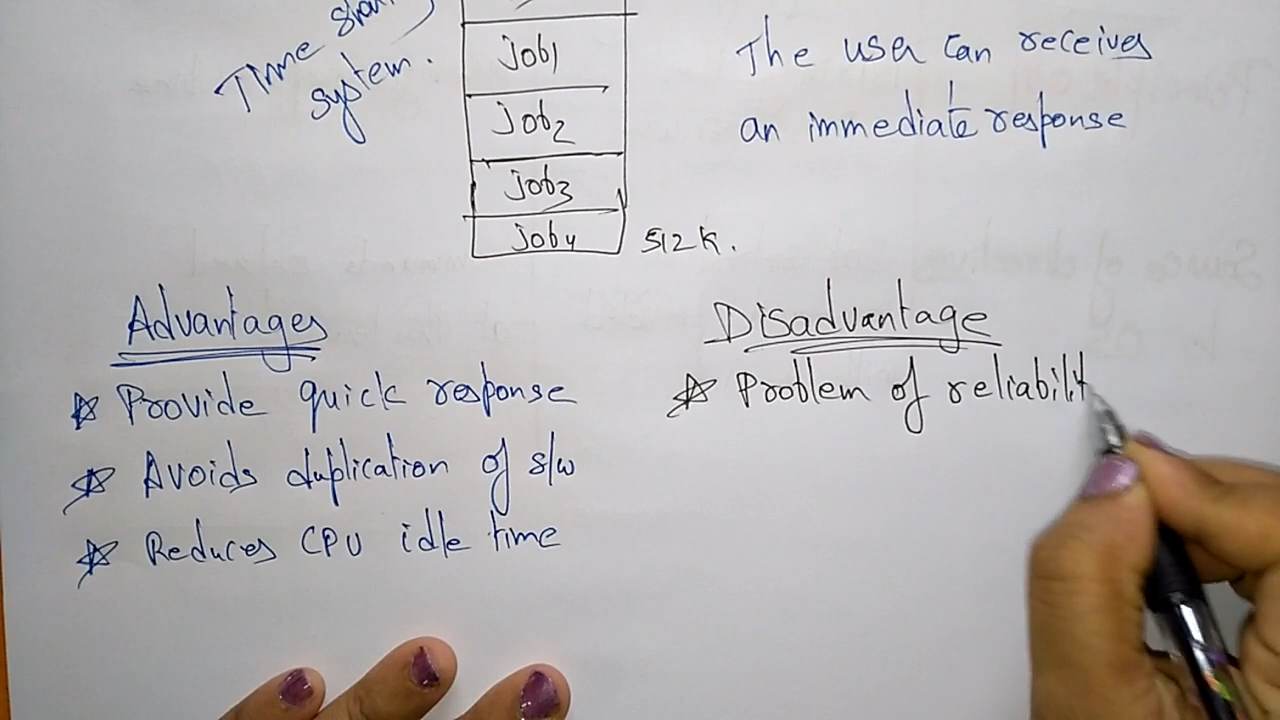 Time shar
system.
job1
job2
job3
job4
512K.
The user can receives
an immediate response
Advantages
Provide quick response
Avoids duplication of s/w
Reduces CPU idle time
Disadvantage
Problem of reliabilit